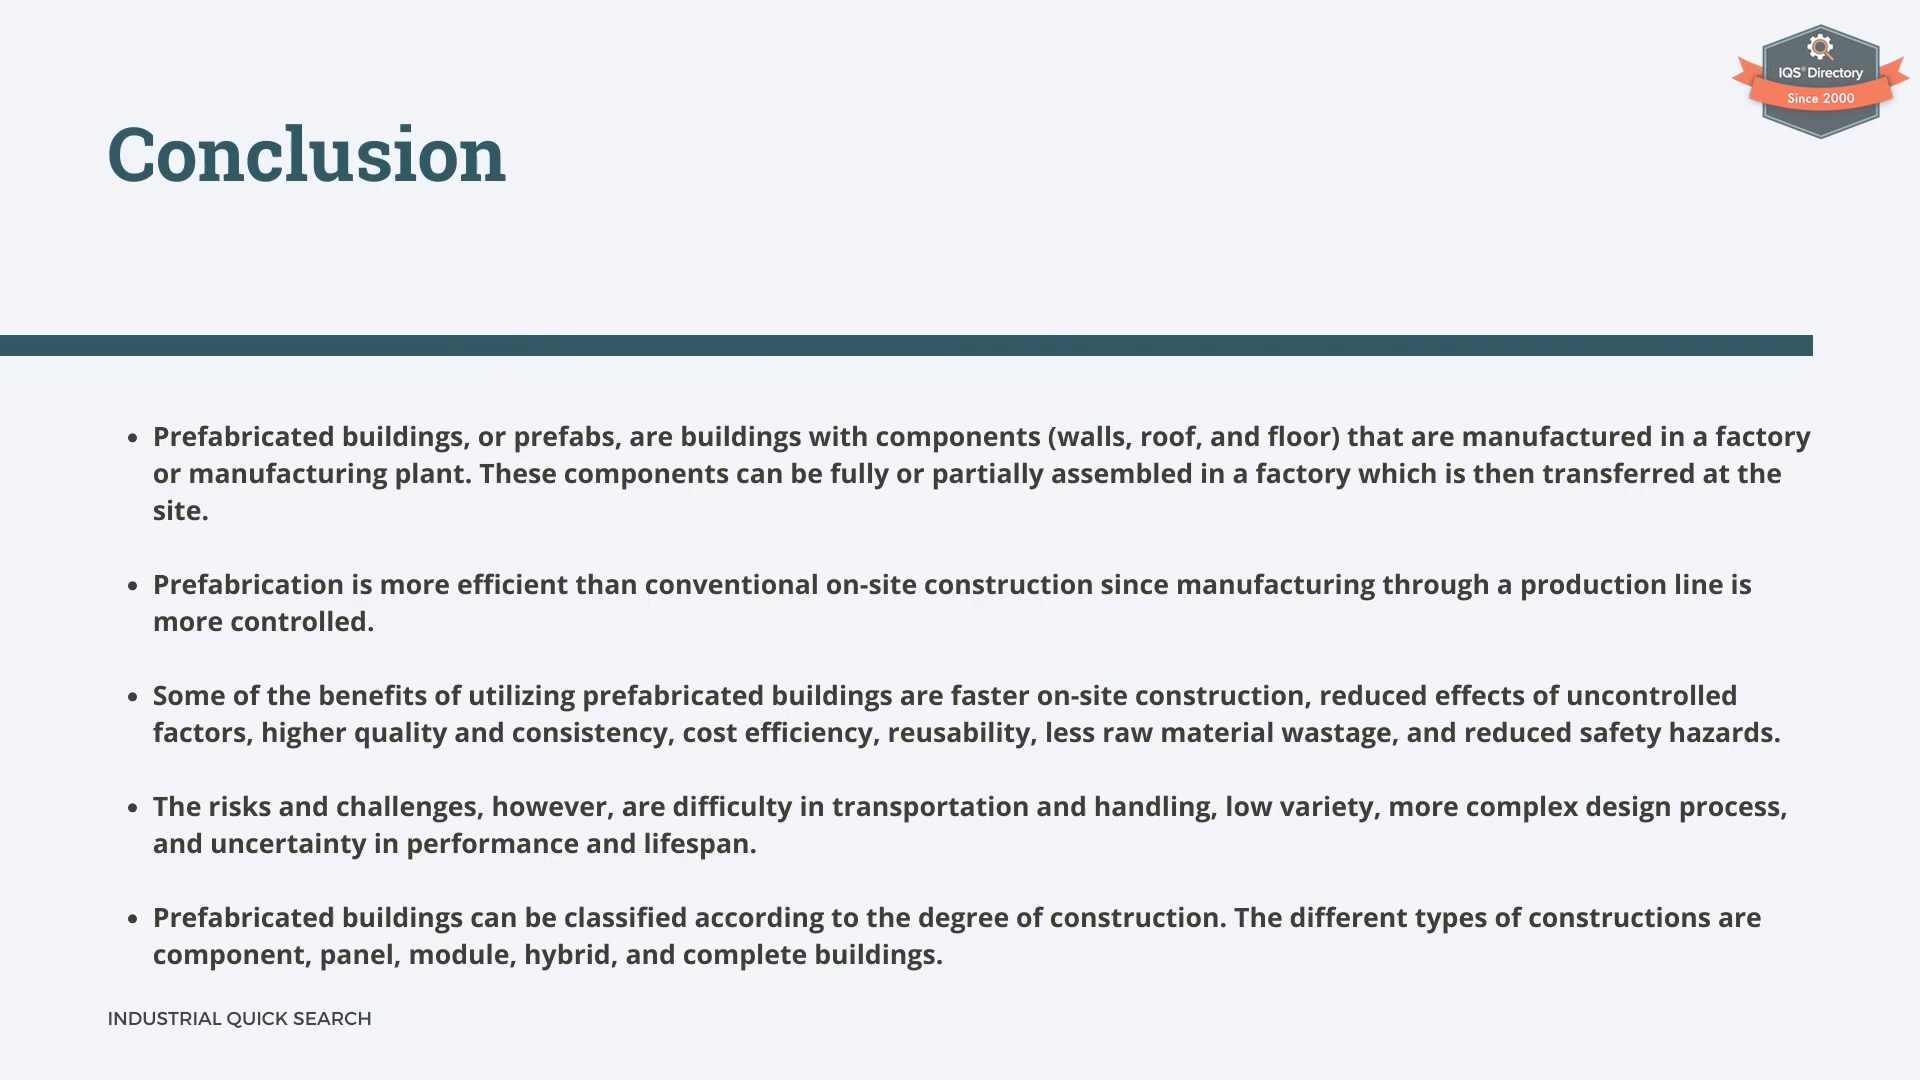 IQS® Directory
Since 2000
Conclusion
• Prefabricated buildings, or prefabs, are buildings with components (walls, roof, and floor) that are manufactured in a factory
or manufacturing plant. These components can be fully or partially assembled in a factory which is then transferred at the
site.
• Prefabrication is more efficient than conventional on-site construction since manufacturing through a production line is
more controlled.
• Some of the benefits of utilizing prefabricated buildings are faster on-site construction, reduced effects of uncontrolled
factors, higher quality and consistency, cost efficiency, reusability, less raw material wastage, and reduced safety hazards.
• The risks and challenges, however, are difficulty in transportation and handling, low variety, more complex design process,
and uncertainty in performance and lifespan.
• Prefabricated buildings can be classified according to the degree of construction. The different types of constructions are
component, panel, module, hybrid, and complete buildings.
INDUSTRIAL QUICK SEARCH